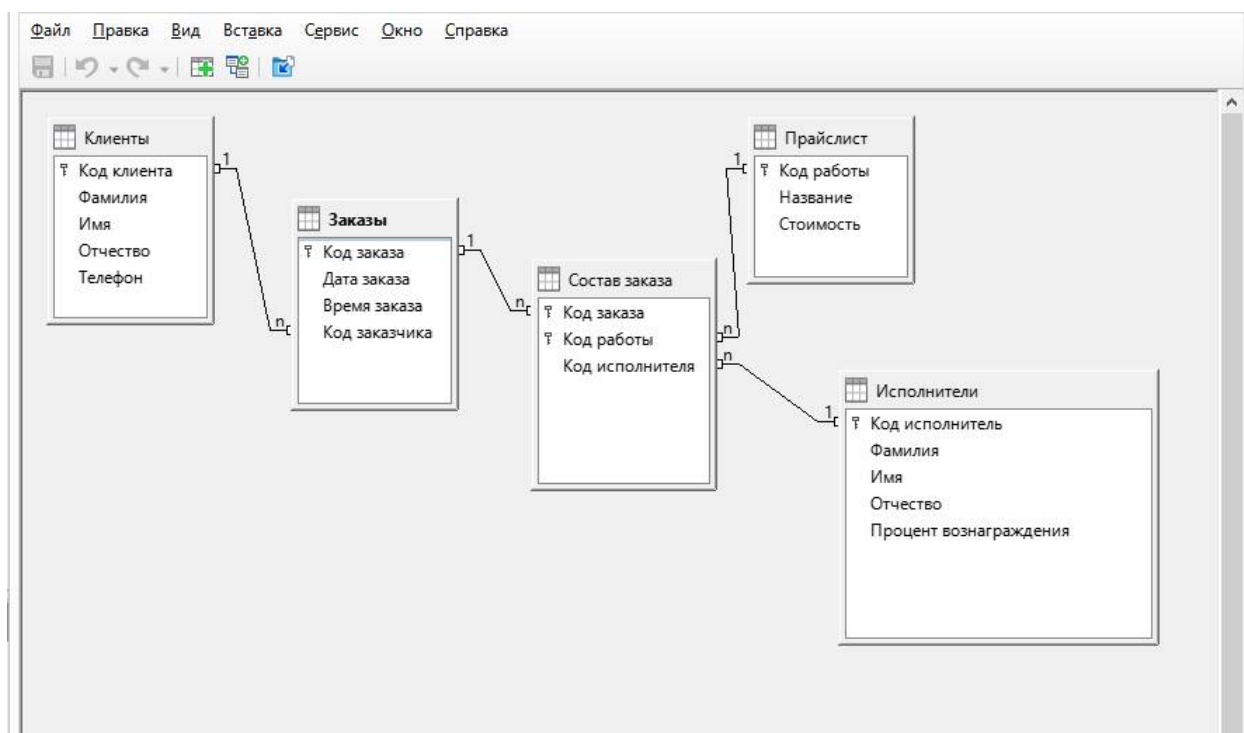 Файл Правка Вид Вставка Сервис Окно Справка
Клиенты
Код клиента
Фамилия
Имя
Отчество
Телефон
1
n
Заказы
Код заказа
Дата заказа
Время заказа
Код заказчика
1
n
Состав заказа
Код заказа
Код работы
Код исполнителя
n
n
1
Прайслист
Код работы
Название
Стоимость
1
Исполнители
Код исполнитель
Фамилия
Имя
Отчество
Процент вознаграждения